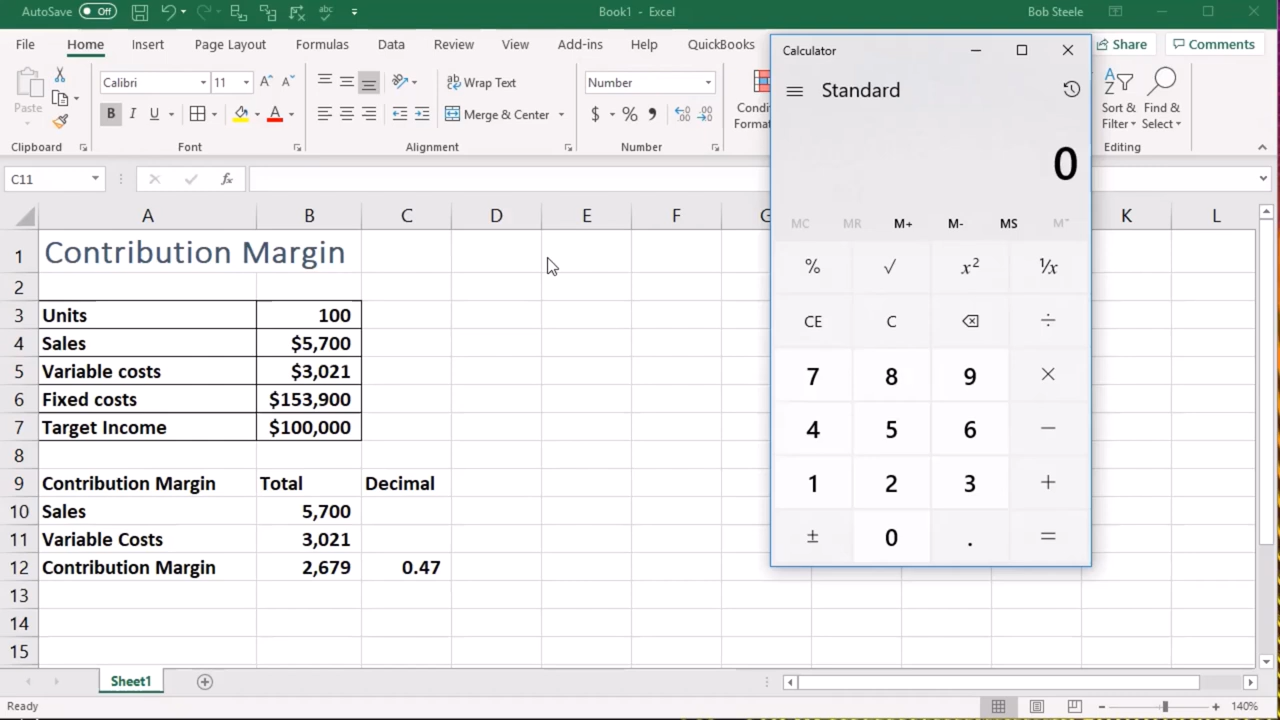 AutoSave Off Book1 - Excel Bob Steele
File Home Insert Page Layout Formulas Data Review View Add-ins Help QuickBooks Share Comments
Calibri 11 Wrap Text Number
Paste B I U Merge & Center $ % Sort & Filter Find & Select
Clipboard Font Alignment Number Editing
C11 fx
A B C D E F K L
1 Contribution Margin
2
3 Units 100
4 Sales $5,700
5 Variable costs $3,021
6 Fixed costs $153,900
7 Target Income $100,000
8
9 Contribution Margin Total Decimal
10 Sales 5,700
11 Variable Costs 3,021
12 Contribution Margin 2,679 0.47
13
14
15
Sheet1
Ready 140%
Calculator
Standard
0
MC MR M+ M- MS M˅
% √ x² ¹/x
CE C ÷
7 8 9 ×
4 5 6 −
1 2 3 +
± 0 . =